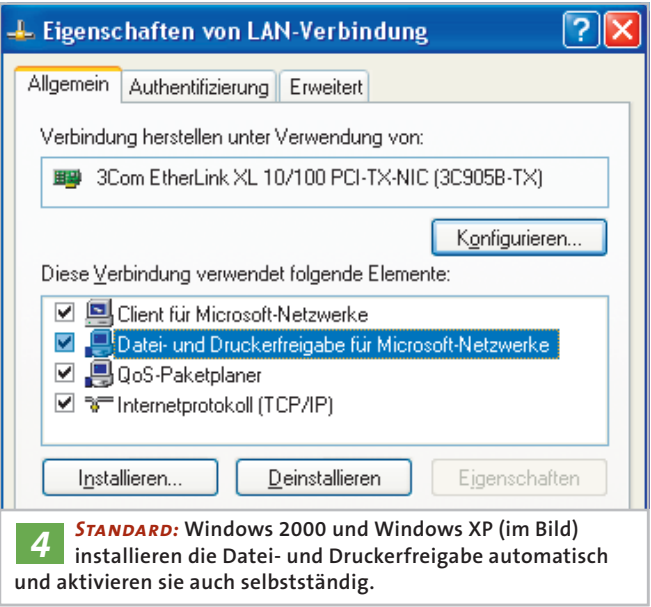 Eigenschaften von LAN-Verbindung
Allgemein Authentifizierung Erweitert
Verbindung herstellen unter Verwendung von:
3Com EtherLink XL 10/100 PCI-TX-NIC (3C905B-TX)
Konfigurieren...
Diese Verbindung verwendet folgende Elemente:
Client für Microsoft-Netzwerke
Datei- und Druckerfreigabe für Microsoft-Netzwerke
QoS-Paketplaner
Internetprotokoll (TCP/IP)
Installieren... Deinstallieren Eigenschaften
4 STANDARD: Windows 2000 und Windows XP (im Bild)
installieren die Datei- und Druckerfreigabe automatisch
und aktivieren sie auch selbstständig.